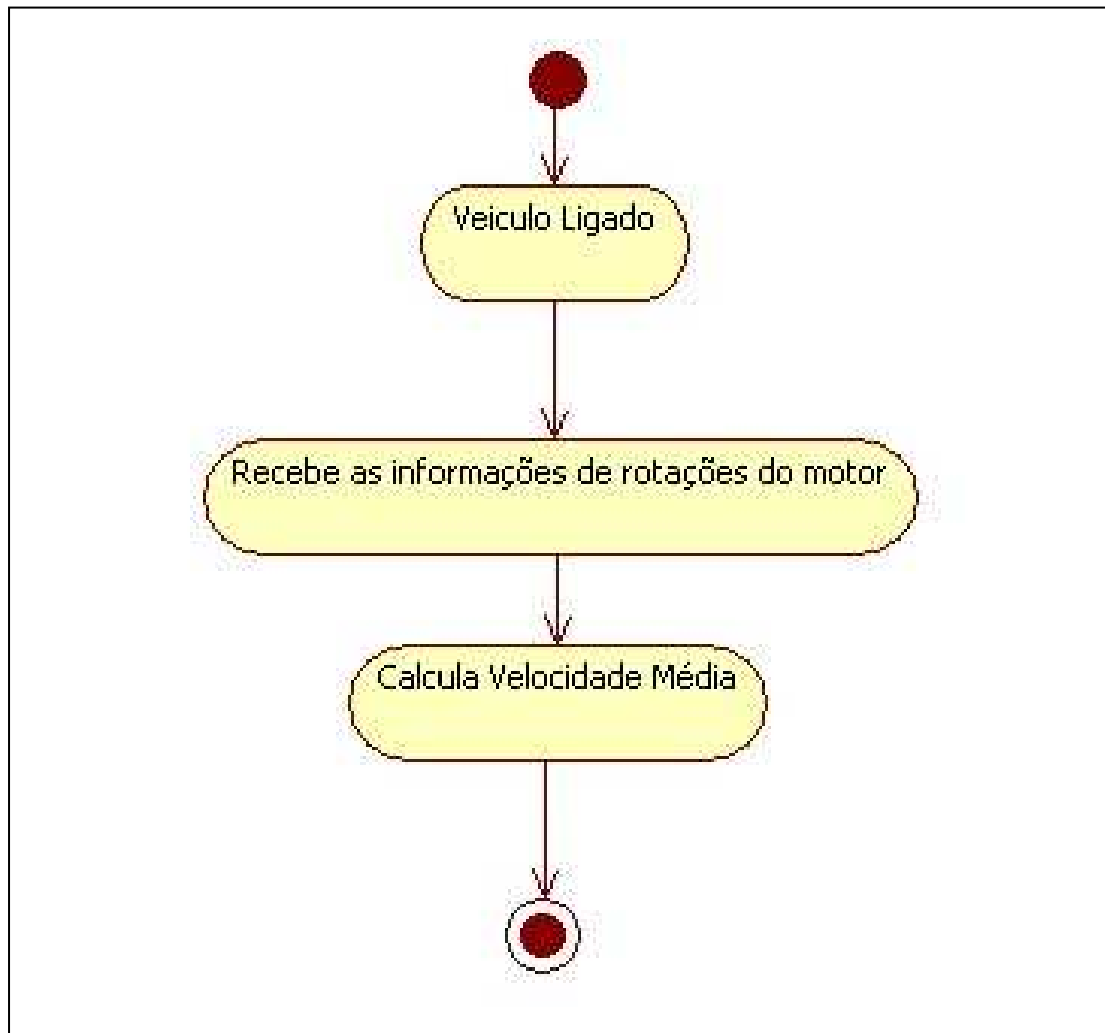 Veiculo Ligado
Recebe as informações de rotações do motor
Calcula Velocidade Média